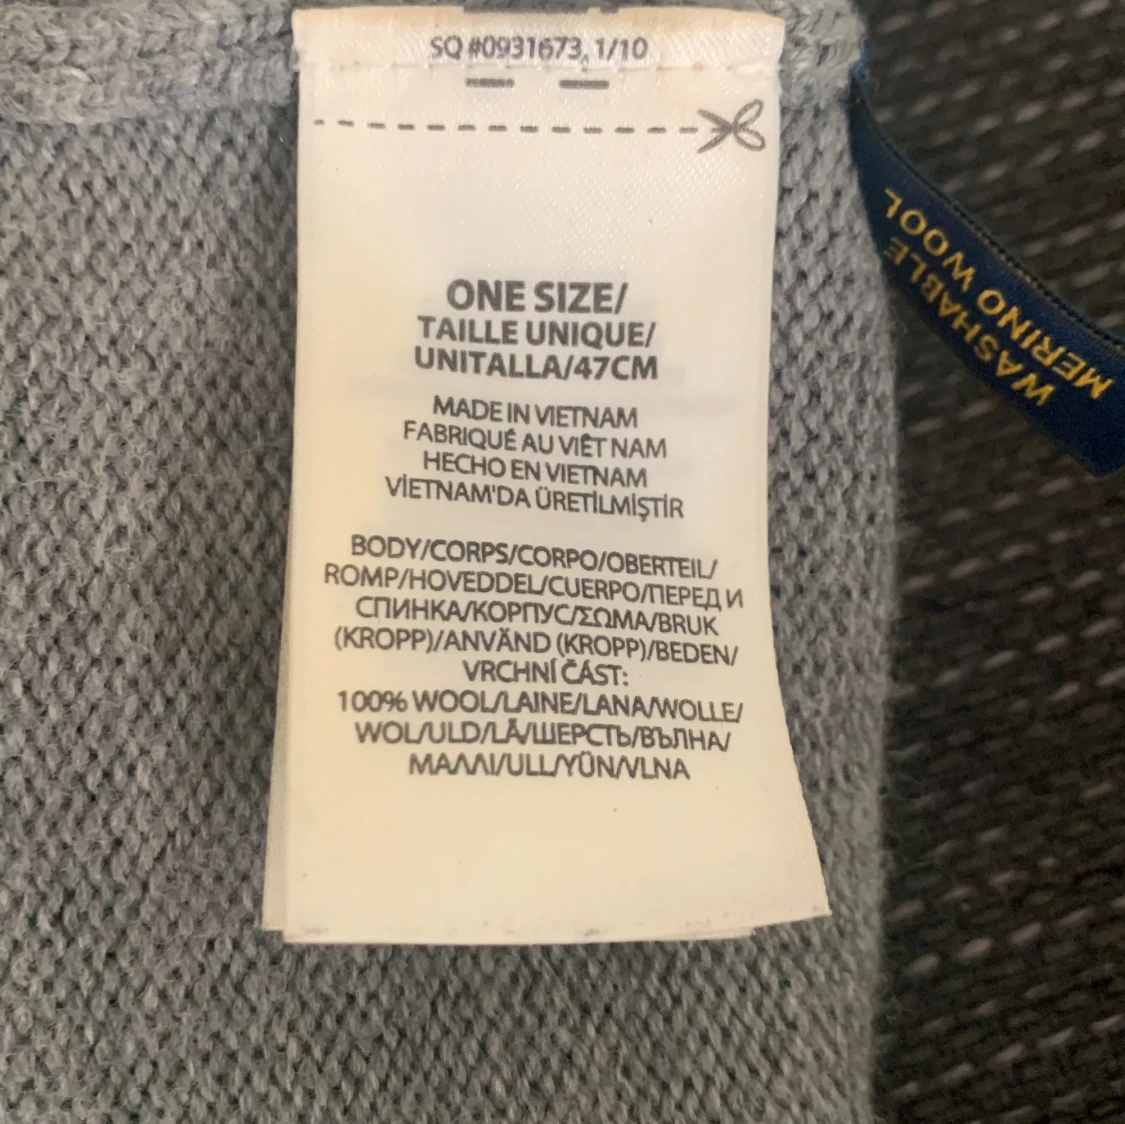 SQ #0931673, 1/10
ONE SIZE/
TAILLE UNIQUE/
UNITALLA/47CM
MADE IN VIETNAM
FABRIQUÉ AU VIÊT NAM
HECHO EN VIETNAM
VİETNAM'DA ÜRETİLMİŞTİR
BODY/CORPS/CORPO/OBERTEIL/
ROMP/HOVEDDEL/CUERPO/ПЕРЕД И
СПИНКА/КОРПУС/ΣΩΜΑ/BRUK
(KROPP)/ANVÄND (KROPP)/BEDEN/
VRCHNÍ ČÁST:
100% WOOL/LAINE/LANA/WOLLE/
WOL/ULD/LÃ/ШЕРСТЬ/ВЪЛНА/
ΜΑΛΛΙ/ULL/YÜN/VLNA
WASHABLE
MERINO WOOL